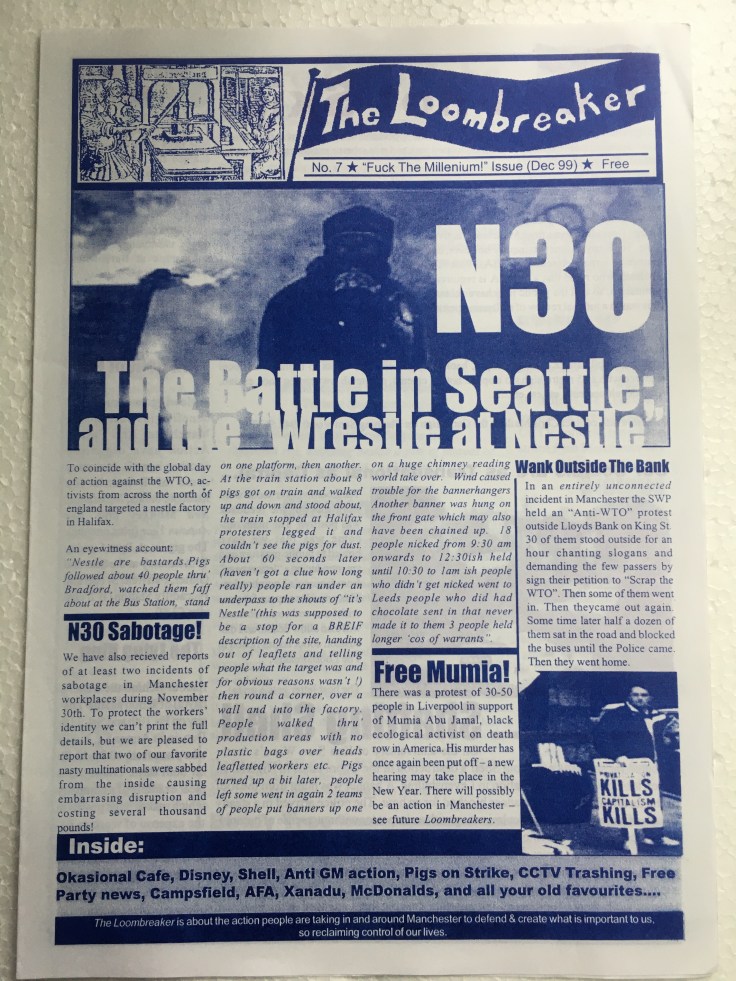 The Loombreaker
No. 7 ★ “Fuck The Millenium!” Issue (Dec 99) ★ Free
N30
The Battle in Seattle;
and the "Wrestle at Nestle"
To coincide with the global day
of action against the WTO, ac-
tivists from across the north of
england targeted a nestle factory
in Halifax.
An eyewitness account:
“Nestle are bastards.Pigs
followed about 40 people thru’
Bradford, watched them faff
about at the Bus Station, stand
on one platform, then another.
At the train station about 8
pigs got on train and walked
up and down and stood about,
the train stopped at Halifax
protesters legged it and
couldn’t see the pigs for dust.
About 60 seconds later
(haven’t got a clue how long
really) people ran under an
underpass to the shouts of “it’s
Nestle”(this was supposed to
be a stop for a BREIF
description of the site, handing
out of leaflets and telling
people what the target was and
for obvious reasons wasn’t !)
then round a corner, over a
wall and into the factory.
People walked thru’
production areas with no
plastic bags over heads
leafletted workers etc. Pigs
turned up a bit later, people
left some went in again 2 teams
of people put banners up one
on a huge chimney reading
world take over. Wind caused
trouble for the bannerhangers
Another banner was hung on
the front gate which may also
have been chained up. 18
people nicked from 9:30 am
onwards to 12:30ish held
until 10:30 to 1am ish people
who didn’t get nicked went to
Leeds people who did had
chocolate sent in that never
made it to them 3 people held
longer ‘cos of warrants”.
N30 Sabotage!
We have also recieved reports
of at least two incidents of
sabotage in Manchester
workplaces during November
30th. To protect the workers’
identity we can’t print the full
details, but we are pleased to
report that two of our favorite
nasty multinationals were sabbed
from the inside causing
embarrasing disruption and
costing several thousand
pounds!
Free Mumia!
There was a protest of 30-50
people in Liverpool in support
of Mumia Abu Jamal, black
ecological activist on death
row in America. His murder has
once again been put off – a new
hearing may take place in the
New Year. There will possibly
be an action in Manchester –
see future Loombreakers.
Wank Outside The Bank
In an entirely unconnected
incident in Manchester the SWP
held an “Anti-WTO” protest
outside Lloyds Bank on King St.
30 of them stood outside for an
hour chanting slogans and
demanding the few passers by
sign their petition to “Scrap the
WTO”. Then some of them went
in. Then theycame out again.
Some time later half a dozen of
them sat in the road and blocked
the buses until the Police came.
Then they went home.
KILLS
CAPITALISM
KILLS
Inside:
Okasional Cafe, Disney, Shell, Anti GM action, Pigs on Strike, CCTV Trashing, Free
Party news, Campsfield, AFA, Xanadu, McDonalds, and all your old favourites....
The Loombreaker is about the action people are taking in and around Manchester to defend & create what is important to us,
so reclaiming control of our lives.